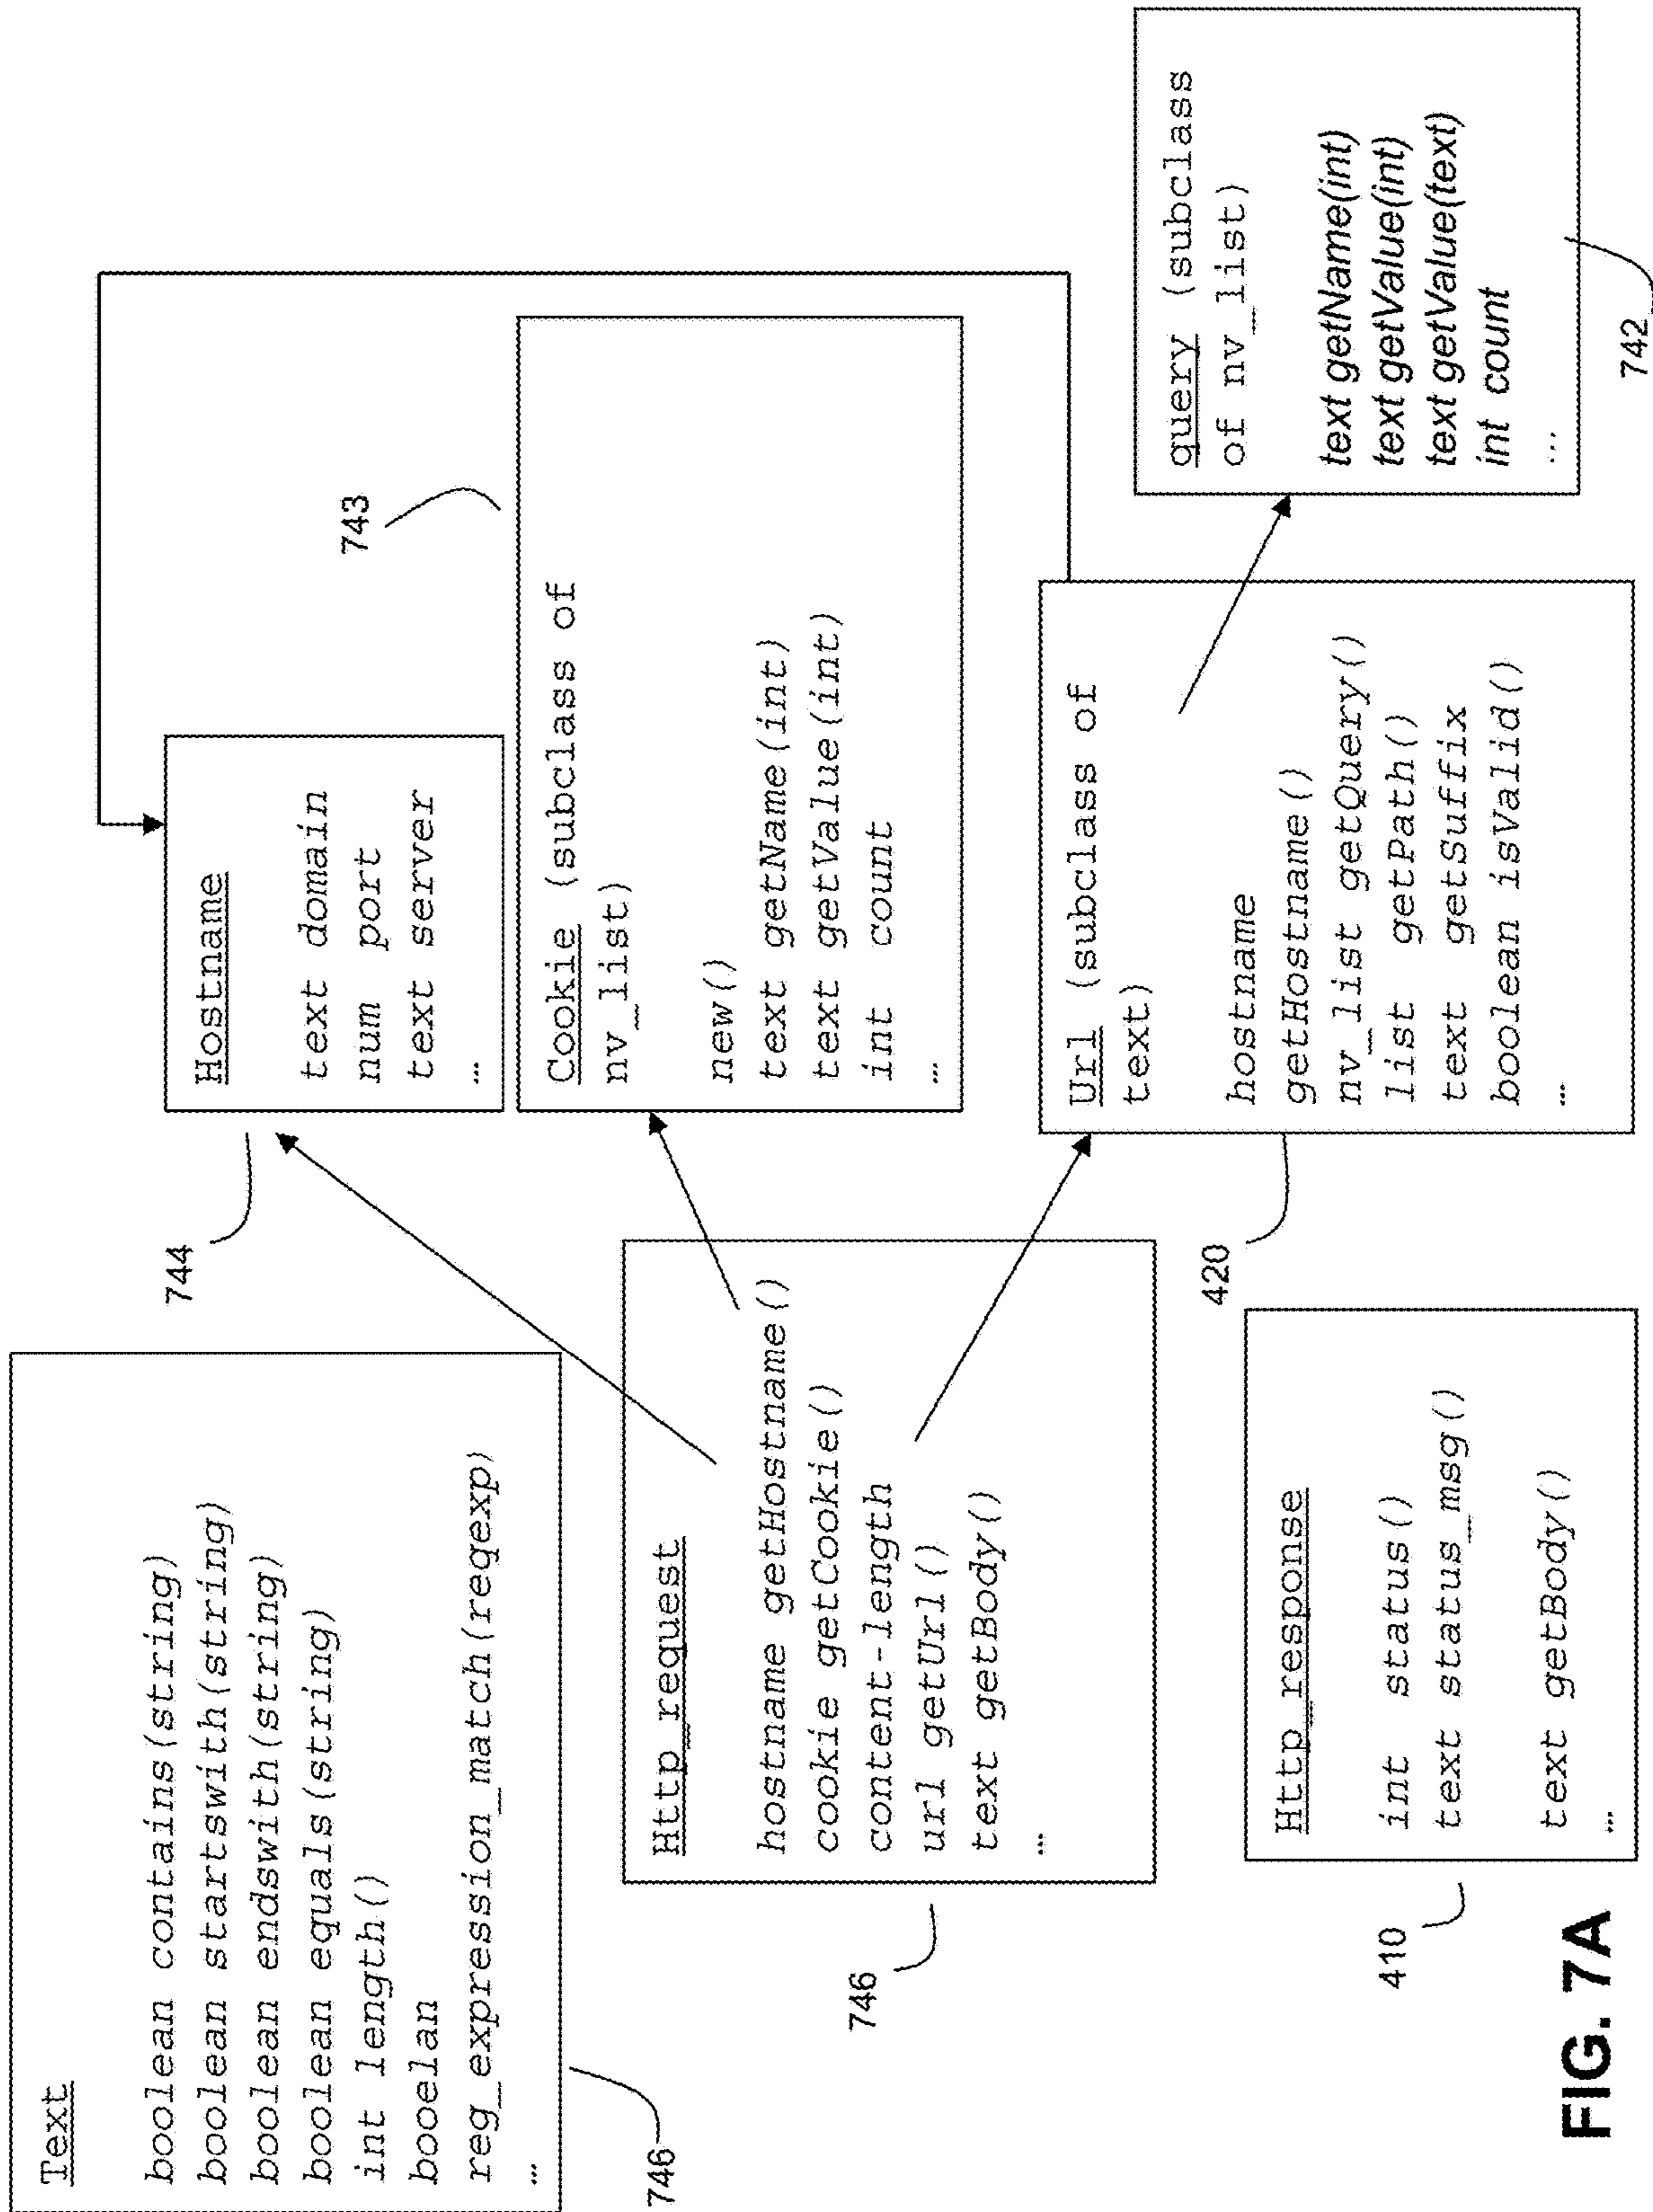 Text
boolean contains(string)
boolean startswith(string)
boolean endswith(string)
boolean equals(string)
int length()
boelan
reg_expression_match(reqexp)
…
746
744
Hostname
text domain
num port
text server
…
Http_request
hostname getHostname()
cookie getCookie()
content-length
url getUrl()
text getBody()
…
746
743
Cookie (subclass of
nv_list)
new()
text getName(int)
text getValue(int)
int count
…
Http_response
int status()
text status_msg()
text getBody()
…
410
420
Url (subclass of
text)
hostname
getHostname()
nv_list getQuery()
list getPath()
text getSuffix
boolean isValid()
…
query (subclass
of nv_list)
text getName(int)
text getValue(int)
text getValue(text)
int count
…
742
FIG. 7A